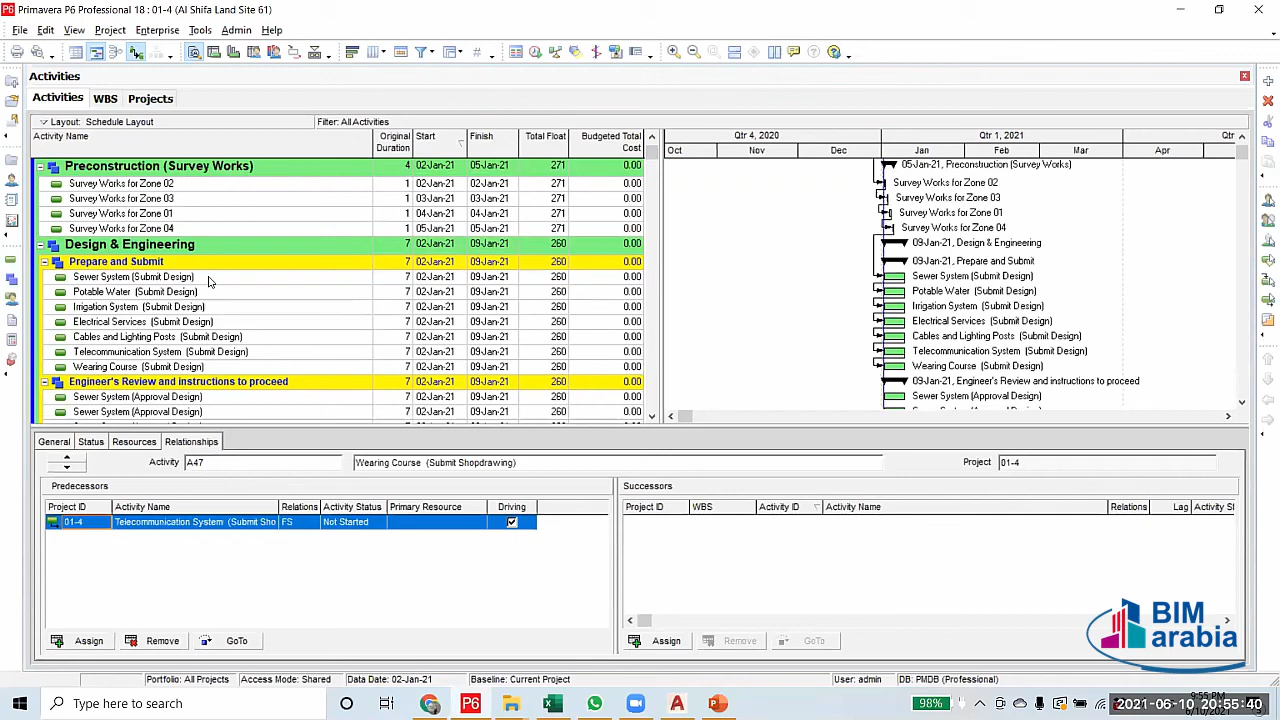 Primavera P6 Professional 18 : 01-4 (Al Shifa Land Site 61)
File Edit View Project Enterprise Tools Admin Help
Activities
Activities WBS Projects
Layout: Schedule Layout Filter: All Activities
Activity Name Original Duration Start Finish Total Float Budgeted Total Cost Qtr 4, 2020 Qtr 1, 2021 Qtr
Oct Nov Dec Jan Feb Mar Apr
Preconstruction (Survey Works) 4 02-Jan-21 05-Jan-21 271 0.00 05-Jan-21, Preconstruction (Survey Works)
Survey Works for Zone 02 1 02-Jan-21 02-Jan-21 271 0.00 Survey Works for Zone 02
Survey Works for Zone 03 1 03-Jan-21 03-Jan-21 271 0.00 Survey Works for Zone 03
Survey Works for Zone 01 1 04-Jan-21 04-Jan-21 271 0.00 Survey Works for Zone 01
Survey Works for Zone 04 1 05-Jan-21 05-Jan-21 271 0.00 Survey Works for Zone 04
Design & Engineering 7 02-Jan-21 09-Jan-21 260 0.00 09-Jan-21, Design & Engineering
Prepare and Submit 7 02-Jan-21 09-Jan-21 260 0.00 09-Jan-21, Prepare and Submit
Sewer System (Submit Design) 7 02-Jan-21 09-Jan-21 260 0.00 Sewer System (Submit Design)
Potable Water (Submit Design) 7 02-Jan-21 09-Jan-21 260 0.00 Potable Water (Submit Design)
Irrigation System (Submit Design) 7 02-Jan-21 09-Jan-21 260 0.00 Irrigation System (Submit Design)
Electrical Services (Submit Design) 7 02-Jan-21 09-Jan-21 260 0.00 Electrical Services (Submit Design)
Cables and Lighting Posts (Submit Design) 7 02-Jan-21 09-Jan-21 260 0.00 Cables and Lighting Posts (Submit Design)
Telecommunication System (Submit Design) 7 02-Jan-21 09-Jan-21 260 0.00 Telecommunication System (Submit Design)
Wearing Course (Submit Design) 7 02-Jan-21 09-Jan-21 260 0.00 Wearing Course (Submit Design)
Engineer's Review and instructions to proceed 7 02-Jan-21 09-Jan-21 260 0.00 09-Jan-21, Engineer's Review and instructions to proceed
Sewer System (Approval Design) 7 02-Jan-21 09-Jan-21 260 0.00 Sewer System (Approval Design)
Sewer System (Approval Design) 7 02-Jan-21 09-Jan-21 260 0.00
General Status Resources Relationships
Activity A47 Wearing Course (Submit Shopdrawing) Project 01-4
Predecessors Successors
Project ID Activity Name Relations Activity Status Primary Resource Driving Project ID WBS Activity ID Activity Name Relations Lag Activity St
01-4 Telecommunication System (Submit Sho FS Not Started
Assign Remove GoTo Assign Remove GoTo
BIM
arabia
Portfolio: All Projects Access Mode: Shared Data Date: 02-Jan-21 Baseline: Current Project User: admin DB: PMDB (Professional)
Type here to search 98% 2021-06-10 20:55:40